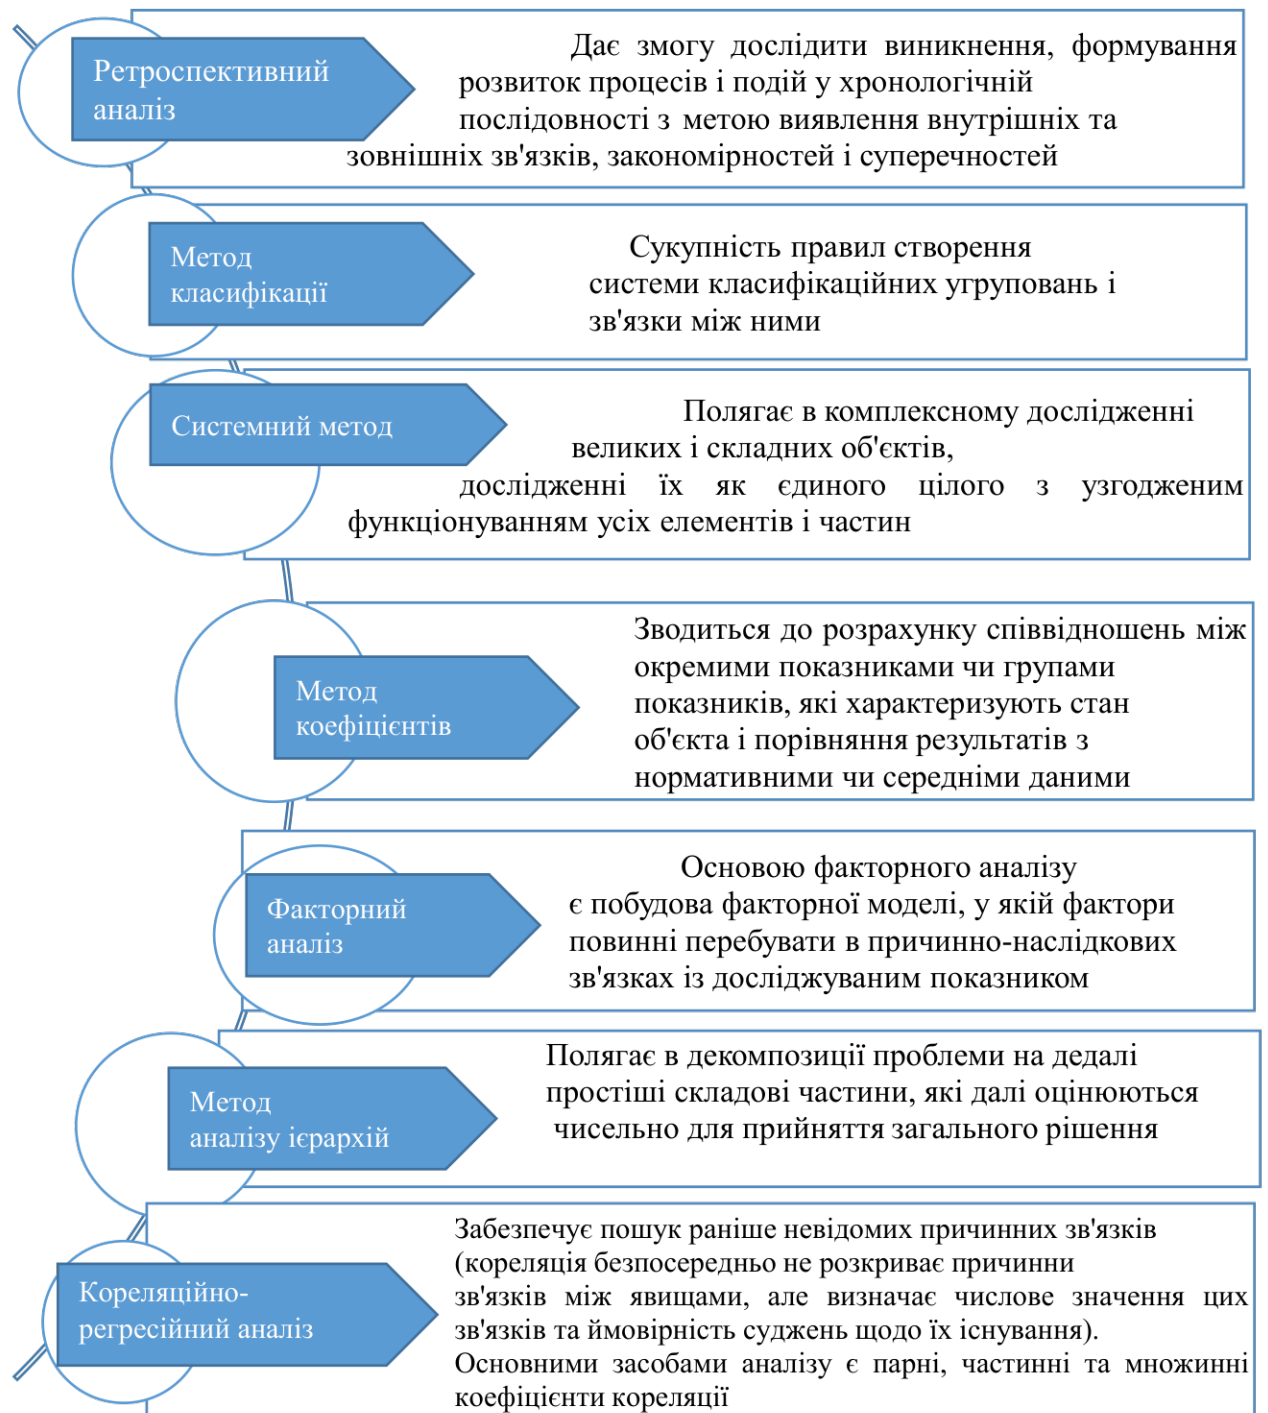 Ретроспективний
аналіз
Дає змогу дослідити виникнення, формування
розвиток процесів і подій у хронологічній
послідовності з метою виявлення внутрішніх та
зовнішніх зв'язків, закономірностей і суперечностей
Метод
класифікації
Сукупність правил створення
системи класифікаційних угруповань і
зв'язки між ними
Системний метод
Полягає в комплексному дослідженні
великих і складних об'єктів,
дослідженні їх як єдиного цілого з узгодженим
функціонуванням усіх елементів і частин
Метод
коефіцієнтів
Зводиться до розрахунку співвідношень між
окремими показниками чи групами
показників, які характеризують стан
об'єкта і порівняння результатів з
нормативними чи середніми даними
Факторний
аналіз
Основою факторного аналізу
є побудова факторної моделі, у якій фактори
повинні перебувати в причинно-наслідкових
зв'язках із досліджуваним показником
Метод
аналізу ієрархій
Полягає в декомпозиції проблеми на дедалі
простіші складові частини, які далі оцінюються
чисельно для прийняття загального рішення
Кореляційно-
регресійний аналіз
Забезпечує пошук раніше невідомих причинних зв'язків
(кореляція безпосередньо не розкриває причинни
зв'язків між явищами, але визначає числове значення цих
зв'язків та ймовірність суджень щодо їх існування).
Основними засобами аналізу є парні, частинні та множинні
коефіцієнти кореляції